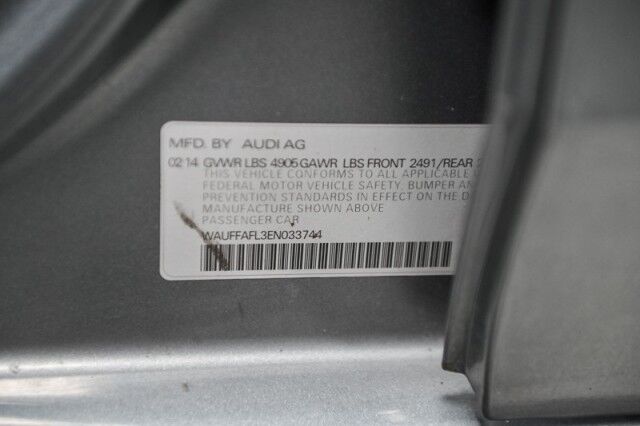 MFD. BY AUDI AG
02 14 GVWR LBS 4905 GAWR LBS FRONT 2491/REAR
THIS VEHICLE CONFORMS TO ALL APPLICABLE
FEDERAL MOTOR VEHICLE SAFETY, BUMPER AN
PREVENTION STANDARDS IN EFFECT ON THE D
MANUFACTURE SHOWN ABOVE
PASSENGER CAR
WAUFFAFL3EN033744